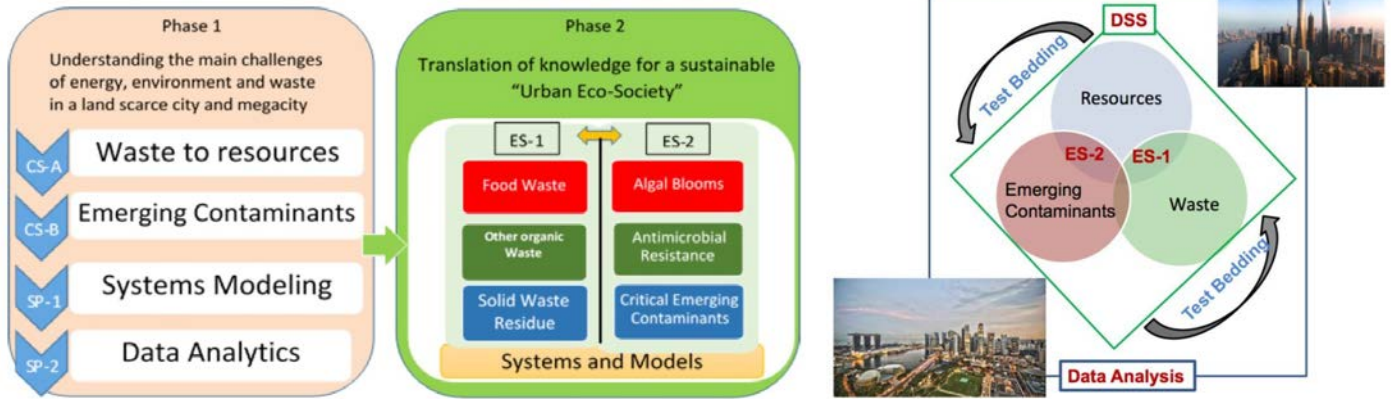 Phase 1
Understanding the main challenges
of energy, environment and waste
in a land scarce city and megacity
CS-A
Waste to resources
CS-B
Emerging Contaminants
SP-1
Systems Modeling
SP-2
Data Analytics
Phase 2
Translation of knowledge for a sustainable
“Urban Eco-Society”
ES-1
ES-2
Food Waste
Algal Blooms
Other organic
Waste
Antimicrobial
Resistance
Solid Waste
Residue
Critical Emerging
Contaminants
Systems and Models
DSS
Test Bedding
Resources
ES-2
ES-1
Emerging
Contaminants
Waste
Test Bedding
Data Analysis